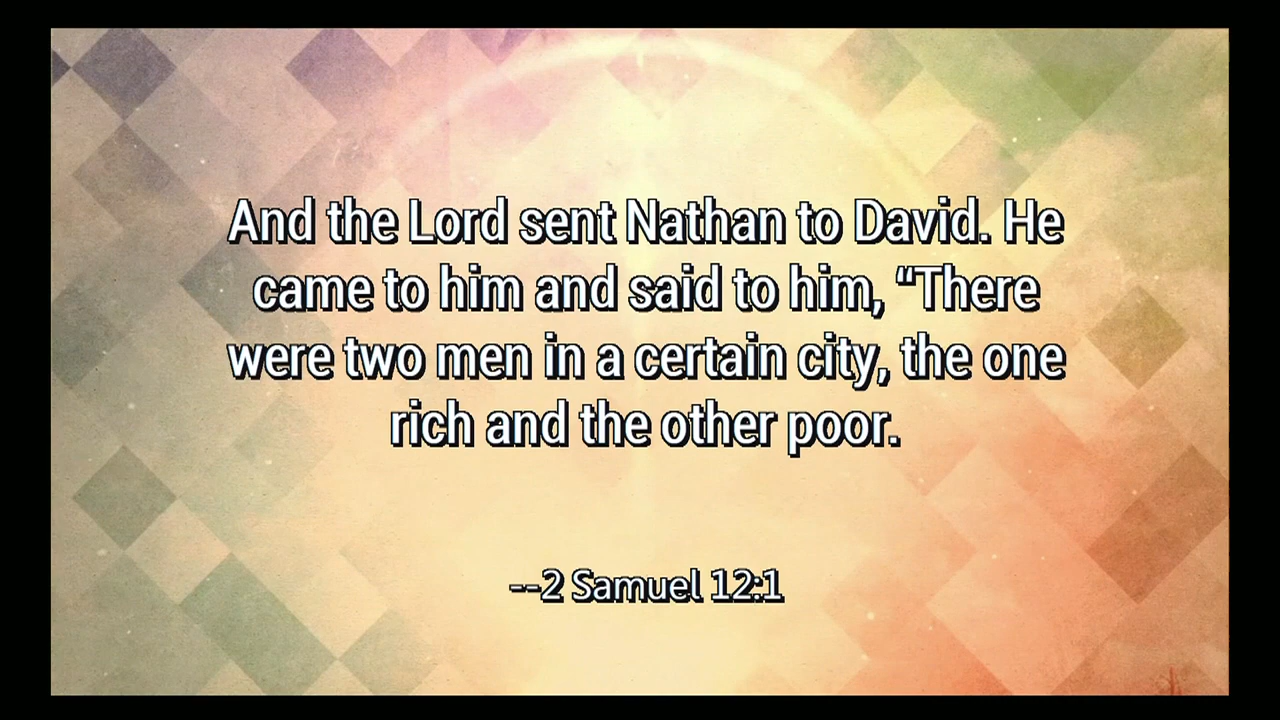 And the Lord sent Nathan to David. He
came to him and said to him, “There
were two men in a certain city, the one
rich and the other poor.
--2 Samuel 12:1